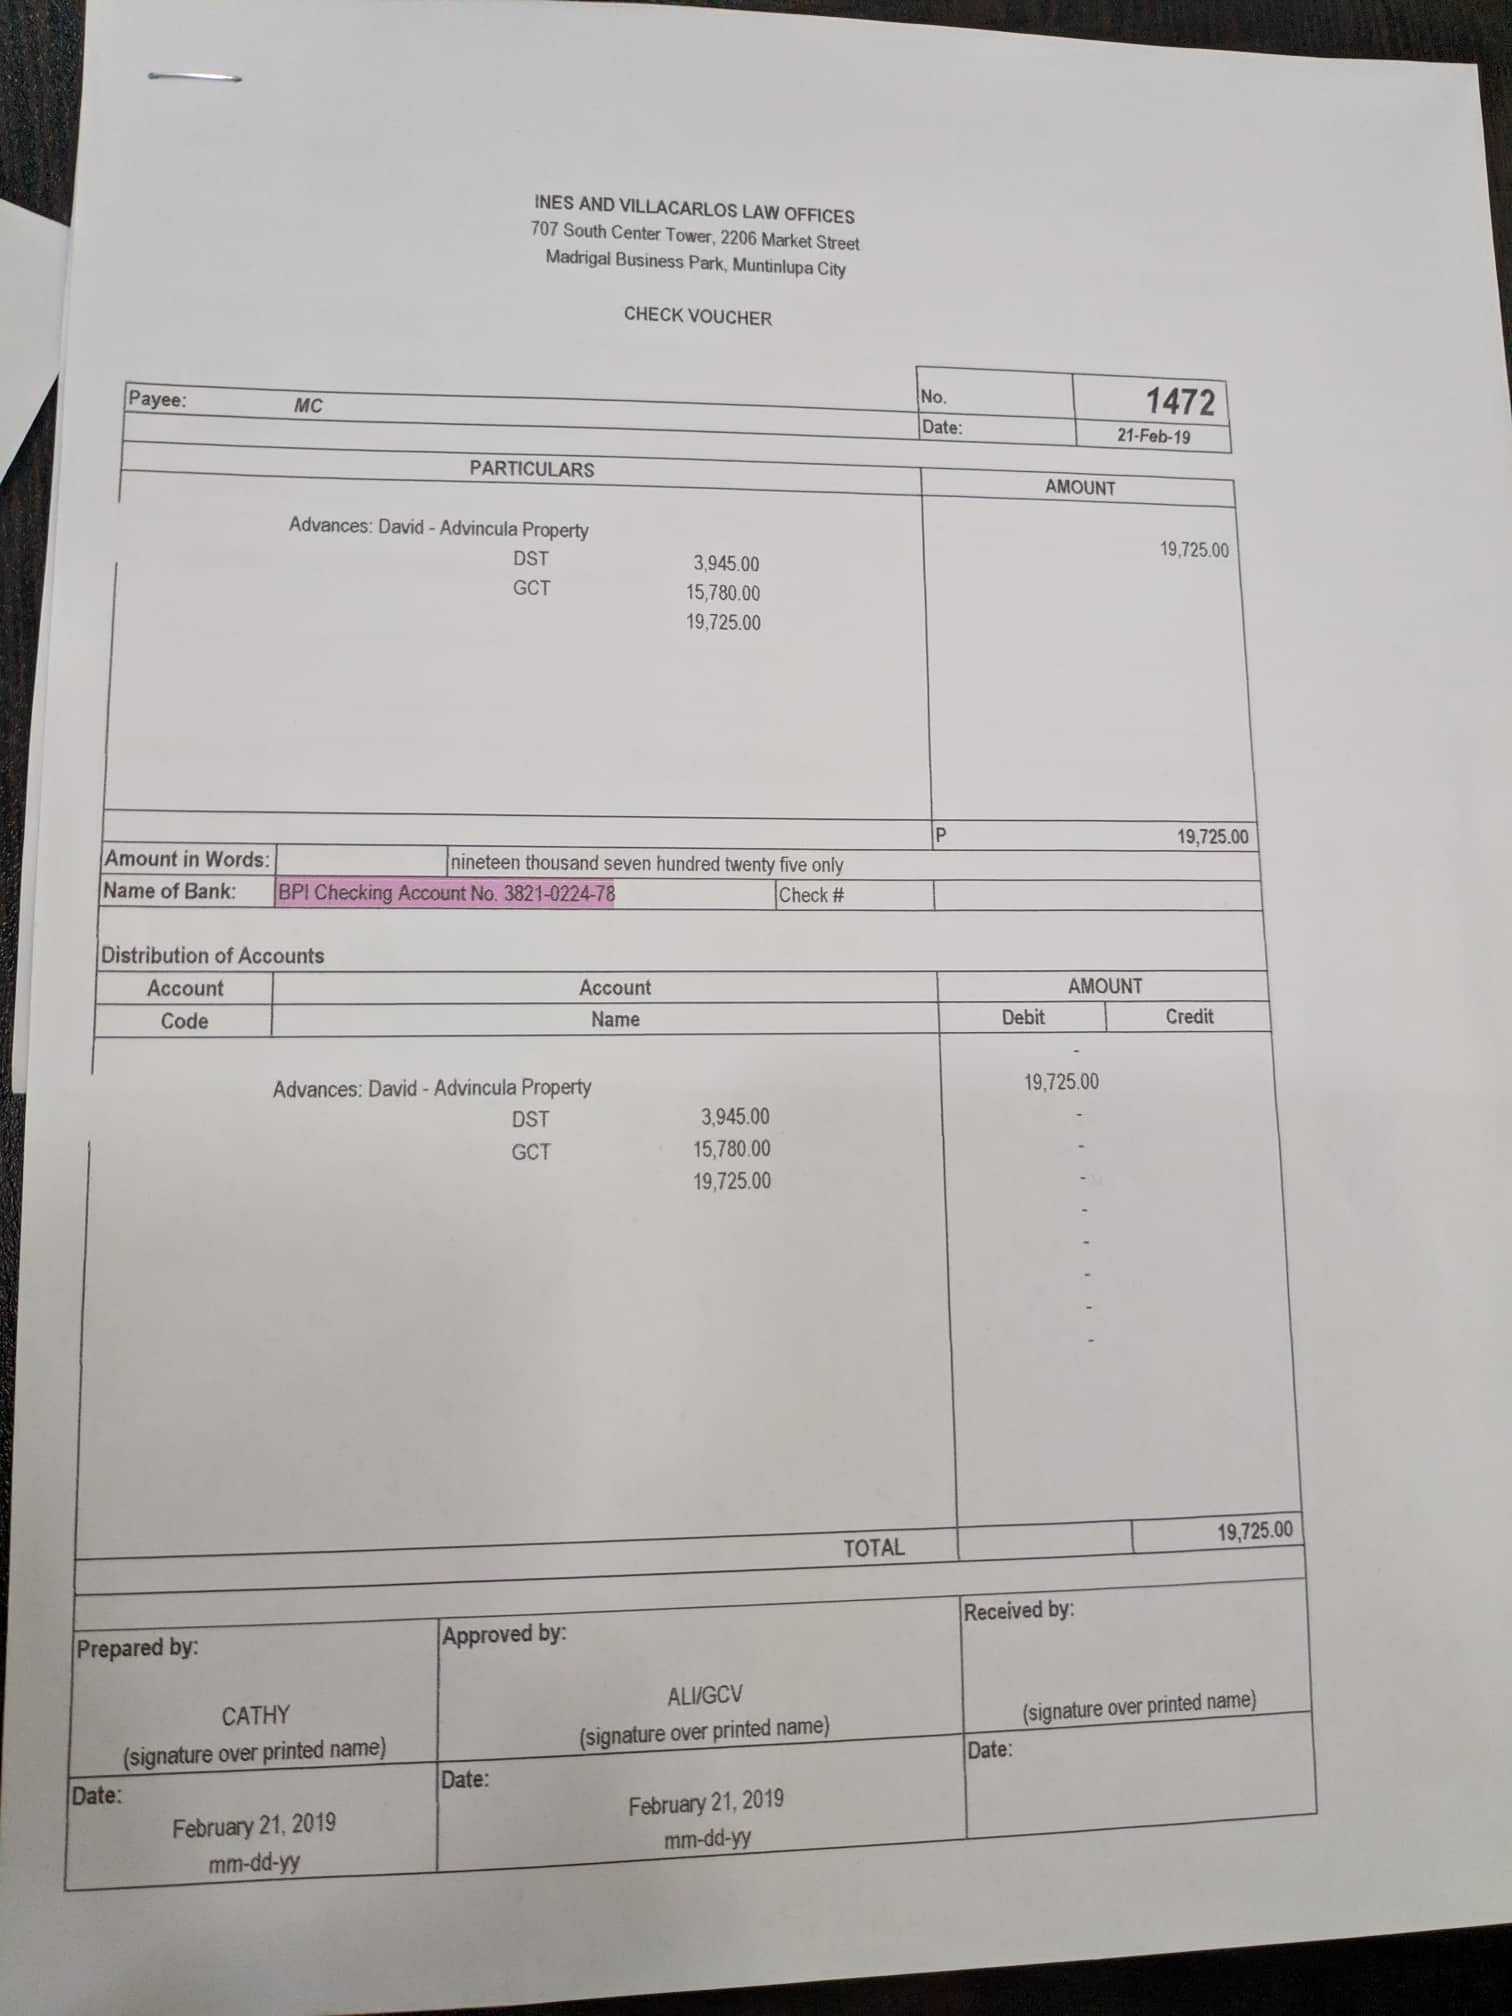 INES AND VILLACARLOS LAW OFFICES
707 South Center Tower, 2206 Market Street
Madrigal Business Park, Muntinlupa City
CHECK VOUCHER
Payee: MC No. 1472
Date: 21-Feb-19
PARTICULARS AMOUNT
Advances: David - Advincula Property 19,725.00
DST 3,945.00
GCT 15,780.00
19,725.00
P 19,725.00
Amount in Words: nineteen thousand seven hundred twenty five only
Name of Bank: BPI Checking Account No. 3821-0224-78 Check #
Distribution of Accounts
Account Account AMOUNT
Code Name Debit Credit
-
Advances: David - Advincula Property 19,725.00
DST 3,945.00 -
GCT 15,780.00 -
19,725.00 -
-
-
-
-
-
TOTAL 19,725.00
Prepared by: Approved by: Received by:
CATHY ALI/GCV
(signature over printed name) (signature over printed name) (signature over printed name)
Date: Date: Date:
February 21, 2019 February 21, 2019
mm-dd-yy mm-dd-yy